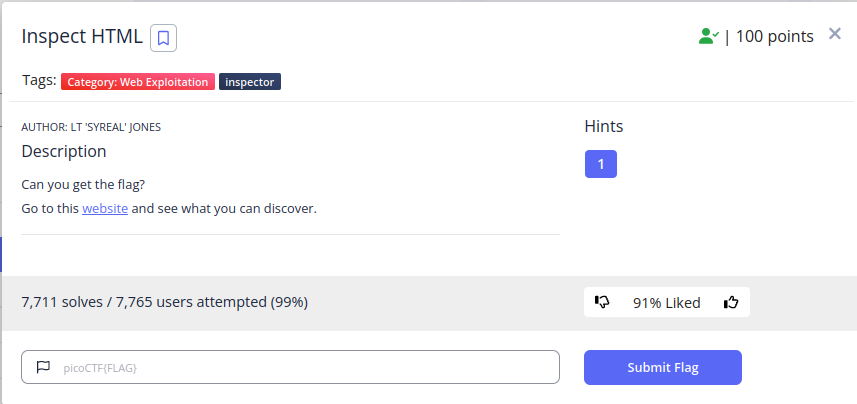 Inspect HTML
| 100 points
Tags: Category: Web Exploitation inspector
AUTHOR: LT 'SYREAL' JONES
Hints
Description
1
Can you get the flag?
Go to this website and see what you can discover.
7,711 solves / 7,765 users attempted (99%)
91% Liked
picoCTF{FLAG}
Submit Flag